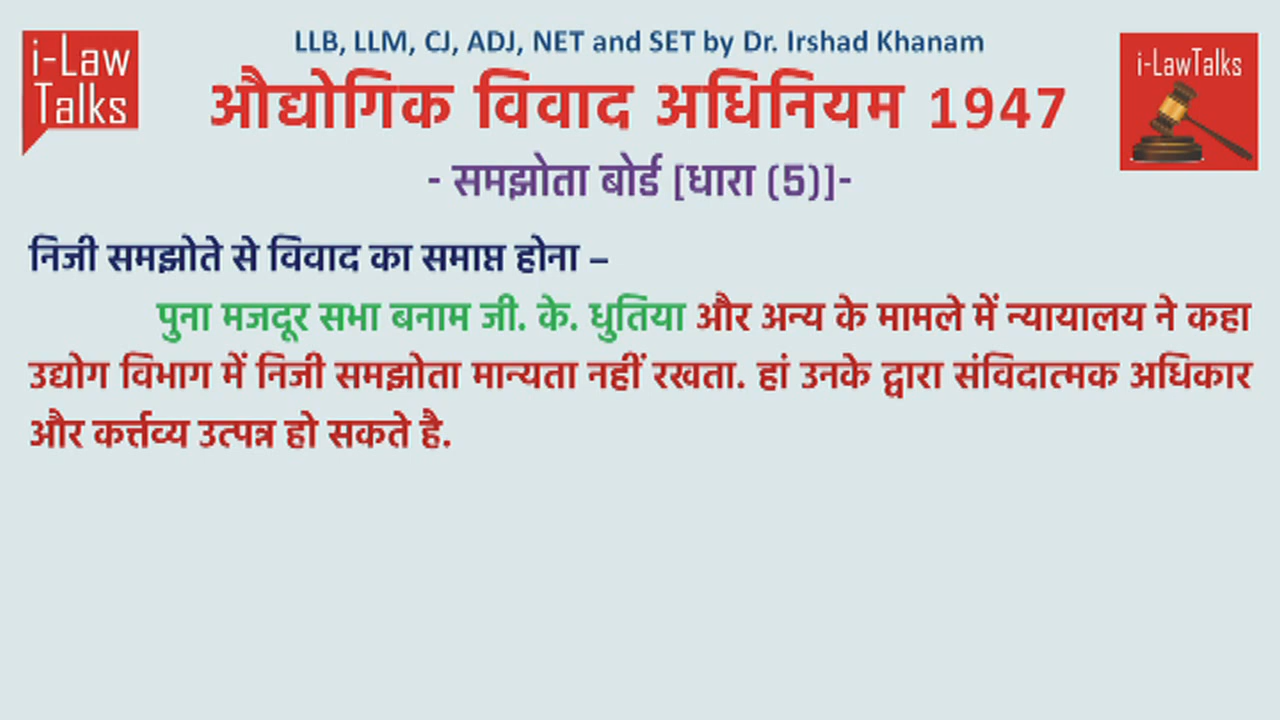 i-Law
Talks
LLB, LLM, CJ, ADJ, NET and SET by Dr. Irshad Khanam
i-LawTalks
औद्योगिक विवाद अधिनियम 1947
- समझोता बोर्ड [धारा (5)]-
निजी समझोते से विवाद का समाप्त होना –
पुना मजदूर सभा बनाम जी. के. धुतिया और अन्य के मामले में न्यायालय ने कहा
उद्योग विभाग में निजी समझोता मान्यता नहीं रखता. हां उनके द्वारा संविदात्मक अधिकार
और कर्त्तव्य उत्पन्न हो सकते है.